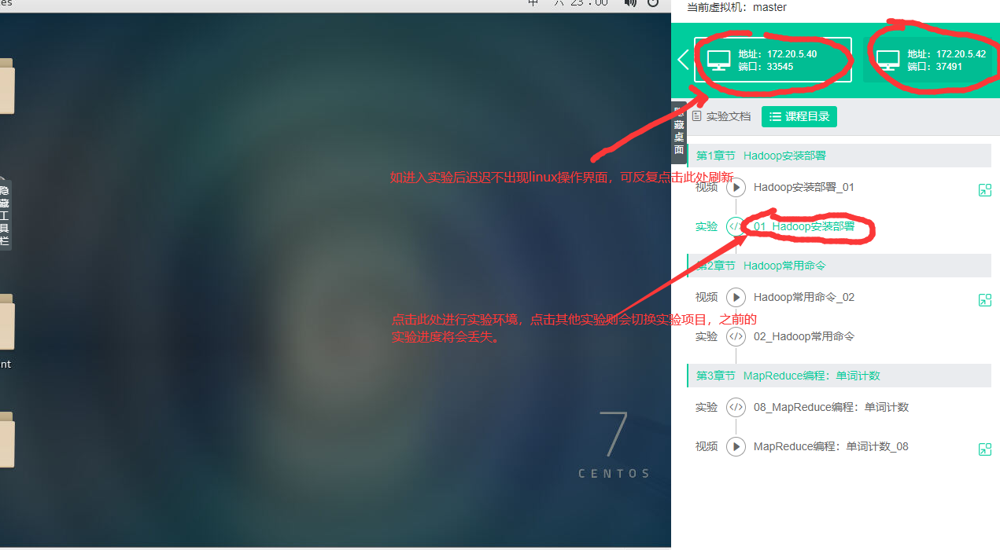 es
中
六 23：00
当前虚拟机：master
地址：172.20.5.40
端口：33545
地址：172.20.5.42
端口：37491
隐藏桌面
实验文档
课程目录
第1章节 Hadoop安装部署
如进入实验后迟迟不出现linux操作界面，可反复点击此处刷新
视频 Hadoop安装部署_01
隐藏工具栏
实验 </> 01_Hadoop安装部署
第2章节 Hadoop常用命令
视频 Hadoop常用命令_02
点击此处进行实验环境，点击其他实验则会切换实验项目，之前的
实验进度将会丢失。
实验 </> 02_Hadoop常用命令
nt
第3章节 MapReduce编程：单词计数
实验 </> 08_MapReduce编程：单词计数
视频 MapReduce编程：单词计数_08
7
CENTOS